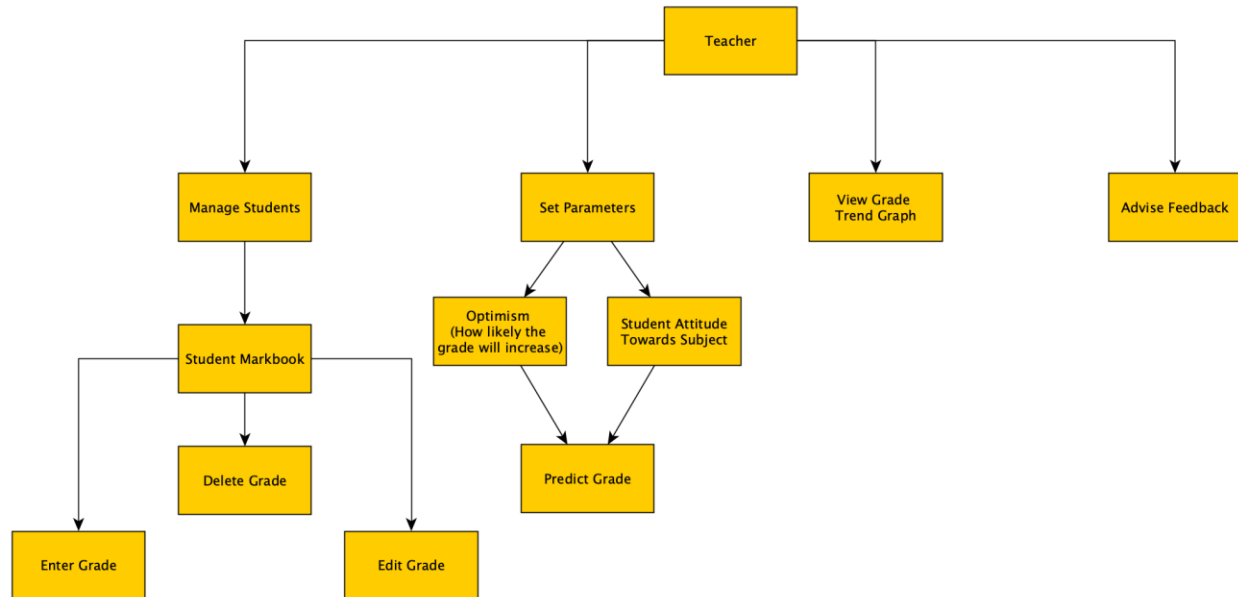 Teacher
Manage Students
Set Parameters
View Grade
Trend Graph
Advise Feedback
Optimism
(How likely the
grade will increase)
Student Attitude
Towards Subject
Student Markbook
Delete Grade
Predict Grade
Enter Grade
Edit Grade